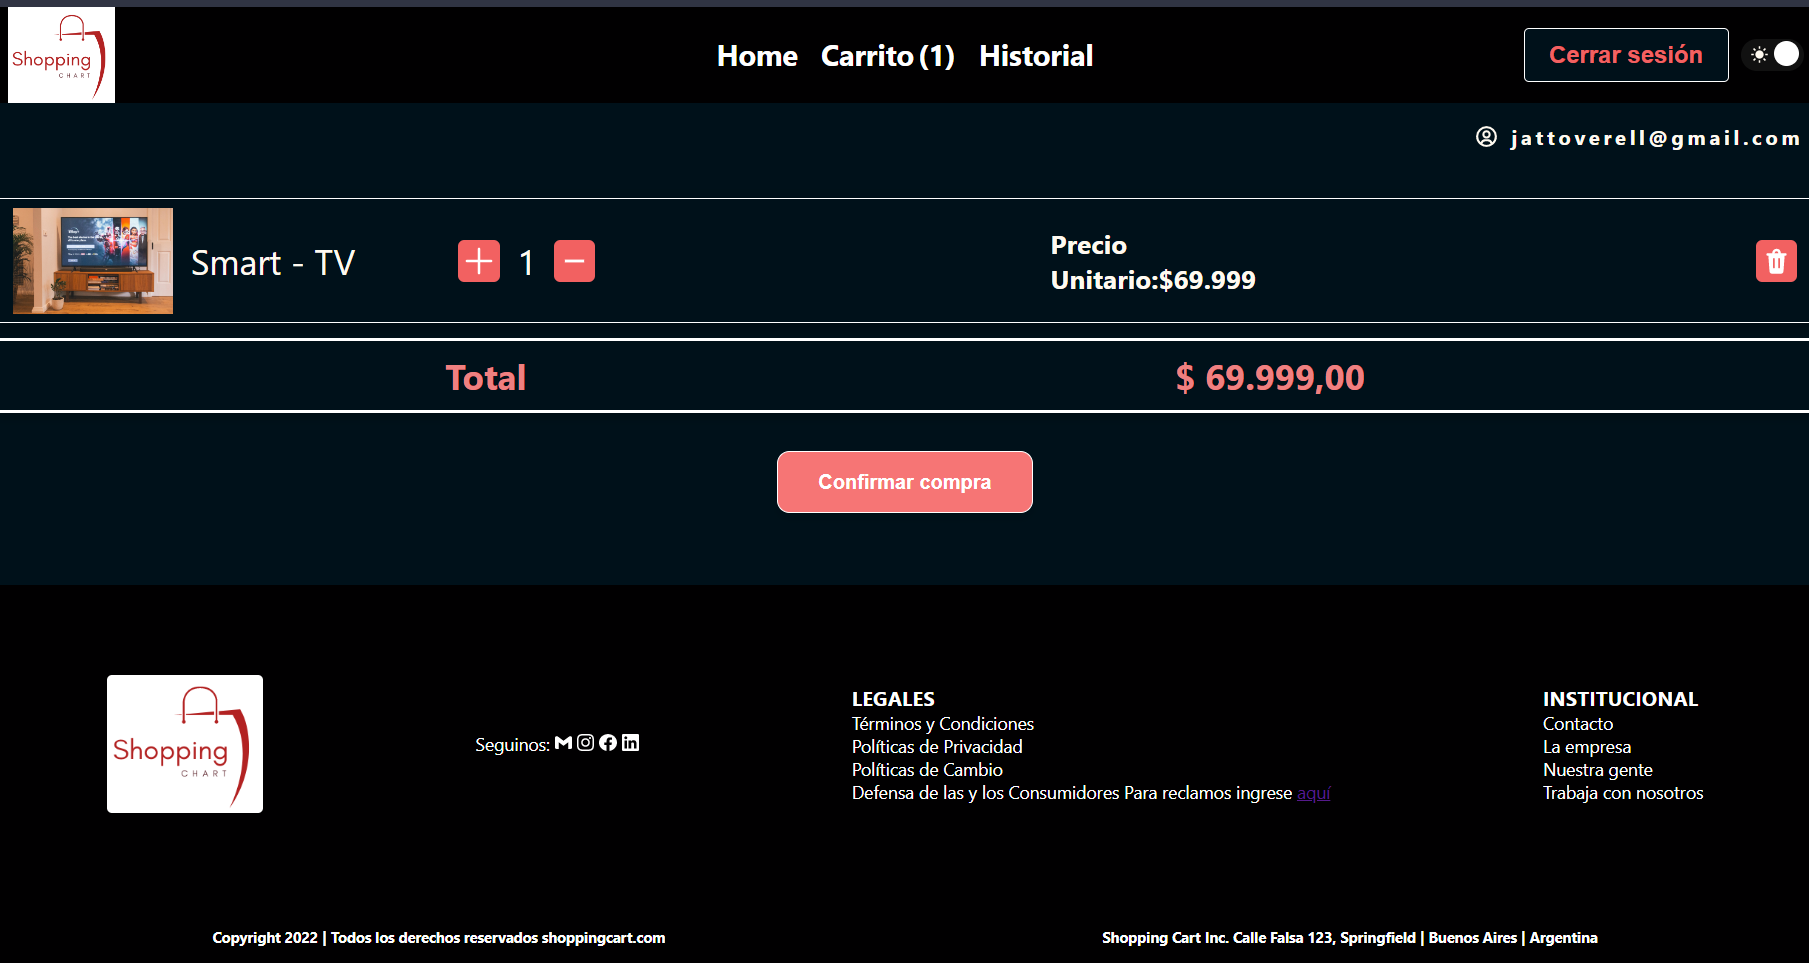 Shopping
CHART
Home Carrito (1) Historial
Cerrar sesión
jattoverell@gmail.com
Smart - TV
1
Precio
Unitario:$69.999
Total
$ 69.999,00
Confirmar compra
Shopping
CHART
Seguinos:
LEGALES
Términos y Condiciones
Políticas de Privacidad
Políticas de Cambio
Defensa de las y los Consumidores Para reclamos ingrese aquí
INSTITUCIONAL
Contacto
La empresa
Nuestra gente
Trabaja con nosotros
Copyright 2022 | Todos los derechos reservados shoppingcart.com
Shopping Cart Inc. Calle Falsa 123, Springfield | Buenos Aires | Argentina